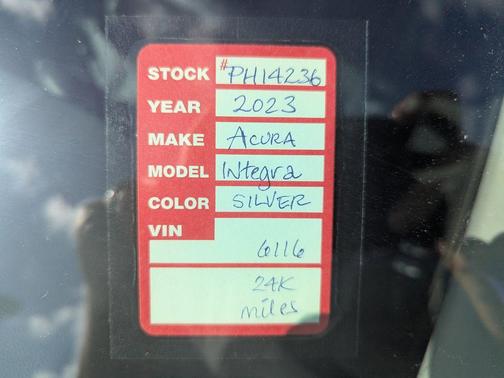 STOCK #PH14236
YEAR 2023
MAKE ACURA
MODEL Integra
COLOR SILVER
VIN
6116
24K
miles